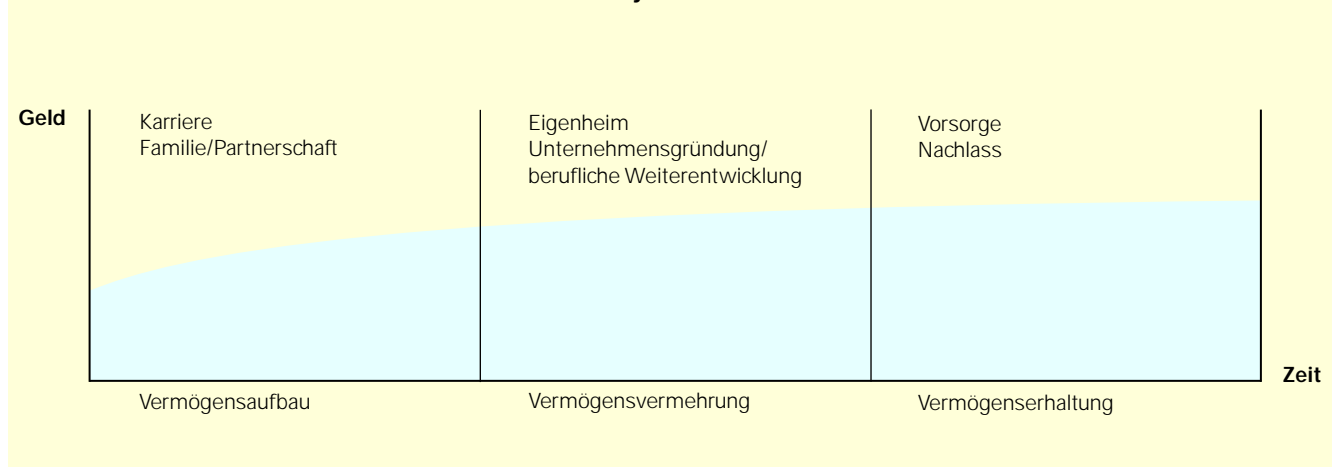 Geld
Karriere
Familie/Partnerschaft
Eigenheim
Unternehmensgründung/
berufliche Weiterentwicklung
Vorsorge
Nachlass
Zeit
Vermögensaufbau
Vermögensvermehrung
Vermögenserhaltung